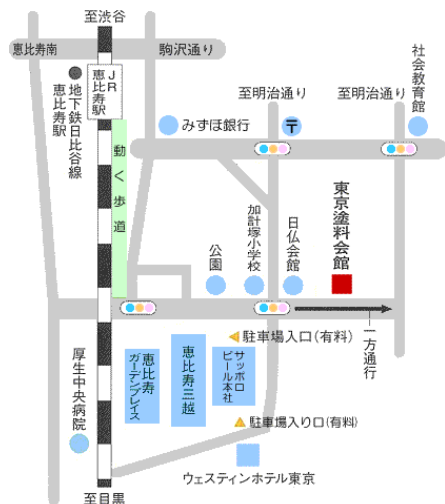 至渋谷
恵比寿南
駒沢通り
社会教育館
JR
恵比寿駅
地下鉄日比谷線
恵比寿駅
至明治通り
至明治通り
みずほ銀行
〒
動く歩道
公園
加計塚小学校
日仏会館
東京塗料会館
一方通行
厚生中央病院
恵比寿
ガーデンプレイス
恵比寿三越
サッポロ
ビール本社
駐車場入口(有料)
駐車場入り口(有料)
ウェスティンホテル東京
至目黒